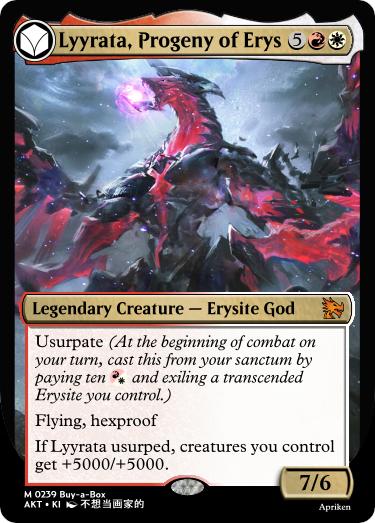 Lyyrata, Progeny of Erys 5
Legendary Creature — Erysite God
Usurpate (At the beginning of combat on
your turn, cast this from your sanctum by
paying ten and exiling a transcended
Erysite you control.)
Flying, hexproof
If Lyyrata usurped, creatures you control
get +5000/+5000.
7/6
M 0239 Buy-a-Box
AKT • KI 不想当画家的
Apriken